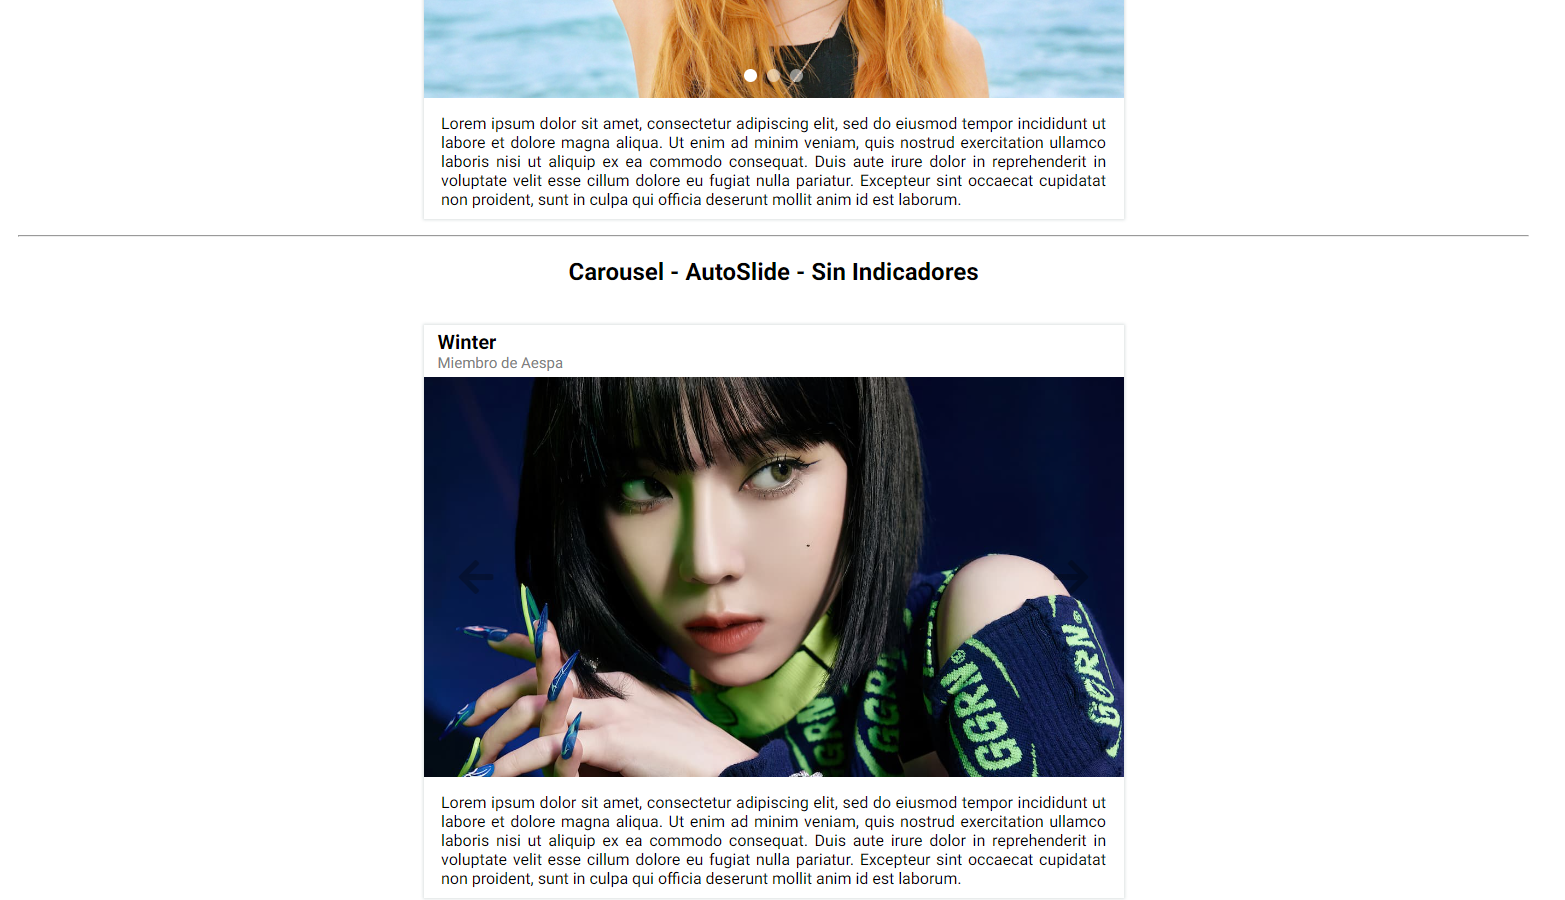 Lorem ipsum dolor sit amet, consectetur adipiscing elit, sed do eiusmod tempor incididunt ut
labore et dolore magna aliqua. Ut enim ad minim veniam, quis nostrud exercitation ullamco
laboris nisi ut aliquip ex ea commodo consequat. Duis aute irure dolor in reprehenderit in
voluptate velit esse cillum dolore eu fugiat nulla pariatur. Excepteur sint occaecat cupidatat
non proident, sunt in culpa qui officia deserunt mollit anim id est laborum.
Carousel - AutoSlide - Sin Indicadores
Winter
Miembro de Aespa
GGRN
GGRN®
GGRN®
Lorem ipsum dolor sit amet, consectetur adipiscing elit, sed do eiusmod tempor incididunt ut
labore et dolore magna aliqua. Ut enim ad minim veniam, quis nostrud exercitation ullamco
laboris nisi ut aliquip ex ea commodo consequat. Duis aute irure dolor in reprehenderit in
voluptate velit esse cillum dolore eu fugiat nulla pariatur. Excepteur sint occaecat cupidatat
non proident, sunt in culpa qui officia deserunt mollit anim id est laborum.